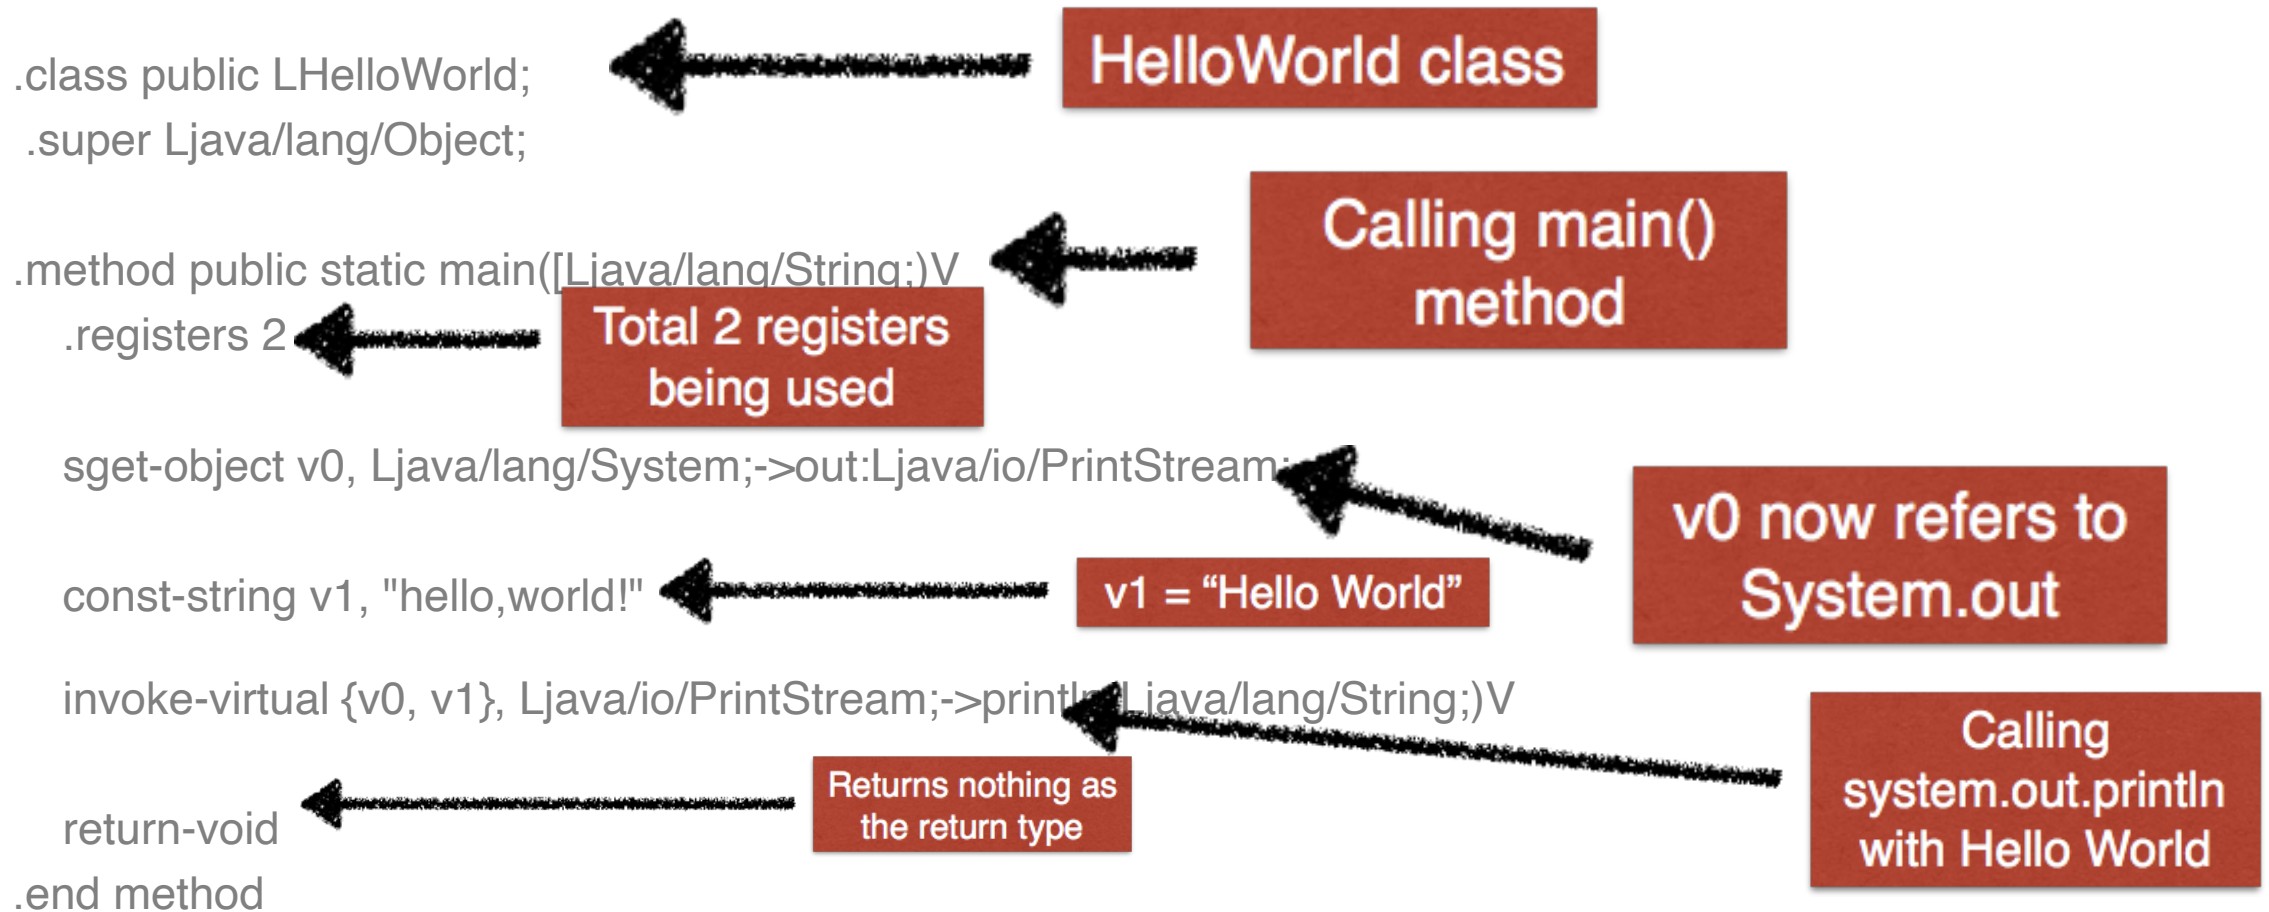 .class public LHelloWorld;
HelloWorld class
.super Ljava/lang/Object;
.method public static main([Ljava/lang/String;)V
Calling main()
method
.registers 2
Total 2 registers
being used
sget-object v0, Ljava/lang/System;->out:Ljava/io/PrintStream;
v0 now refers to
System.out
const-string v1, "hello,world!"
v1 = “Hello World”
invoke-virtual {v0, v1}, Ljava/io/PrintStream;->println(Ljava/lang/String;)V
Calling
system.out.println
with Hello World
return-void
Returns nothing as
the return type
.end method